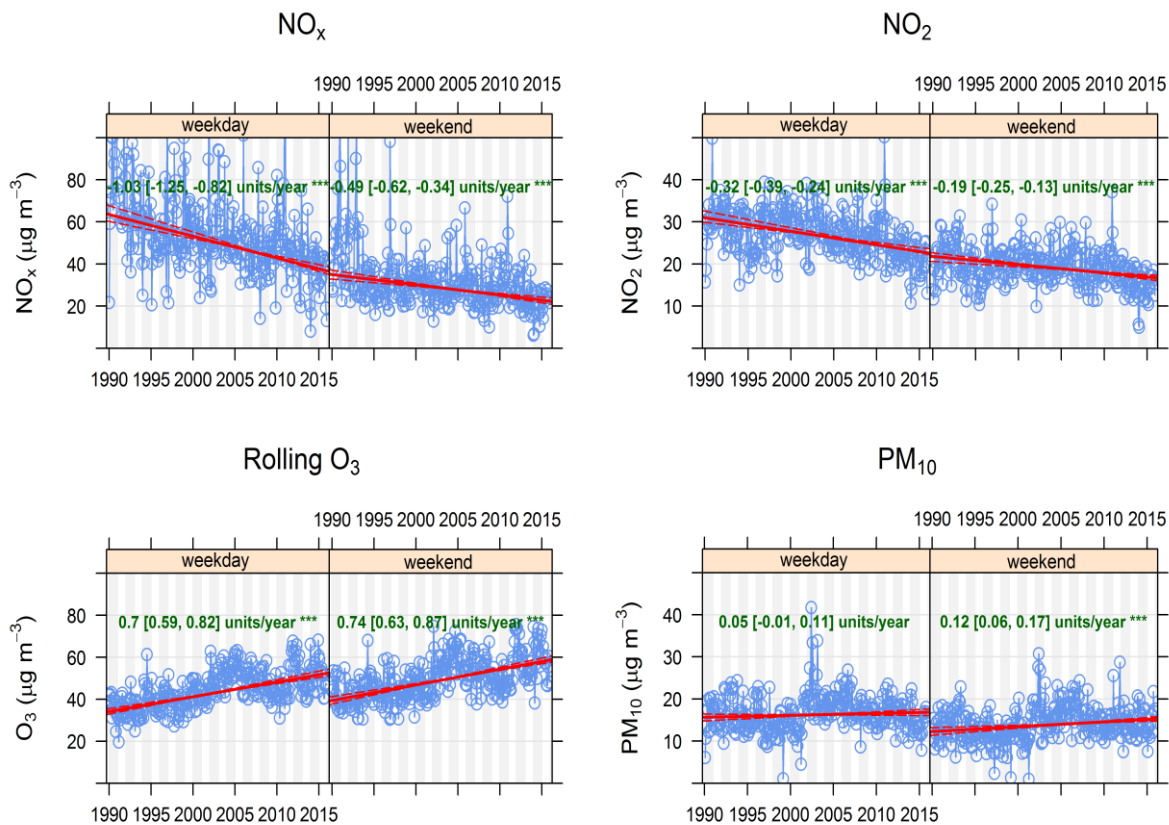 NOx
NO2
1990 1995 2000 2005 2010 2015
1990 1995 2000 2005 2010 2015
weekday
weekend
weekday
weekend
-1.03 [-1.25, -0.82] units/year ***
-0.49 [-0.62, -0.34] units/year ***
-0.32 [-0.39, -0.24] units/year ***
-0.19 [-0.25, -0.13] units/year ***
NOx (µg m−3)
80
60
40
20
NO2 (µg m−3)
40
30
20
10
1990 1995 2000 2005 2010 2015
1990 1995 2000 2005 2010 2015
Rolling O3
PM10
1990 1995 2000 2005 2010 2015
1990 1995 2000 2005 2010 2015
weekday
weekend
weekday
weekend
0.7 [0.59, 0.82] units/year ***
0.74 [0.63, 0.87] units/year ***
0.05 [-0.01, 0.11] units/year
0.12 [0.06, 0.17] units/year ***
O3 (µg m−3)
80
60
40
20
PM10 (µg m−3)
40
30
20
10
1990 1995 2000 2005 2010 2015
1990 1995 2000 2005 2010 2015